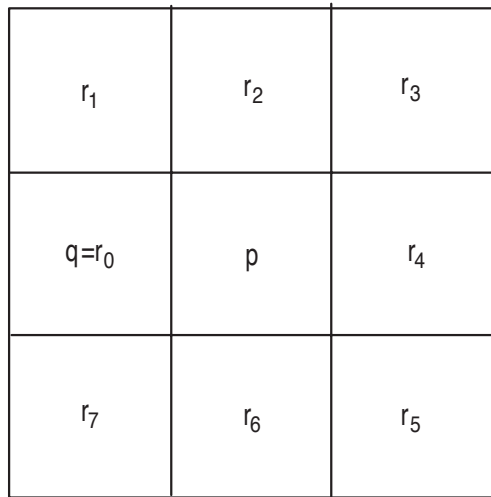 r₁ r₂ r₃
q=r₀ p r₄
r₇ r₆ r₅